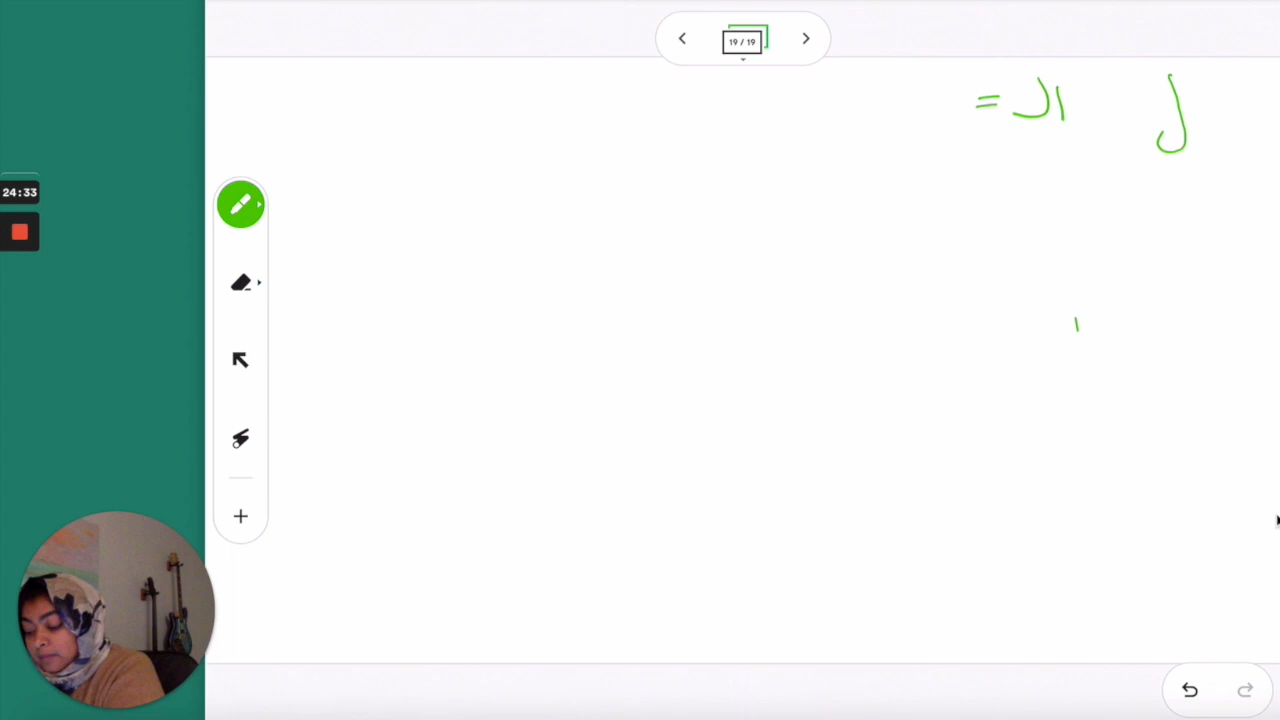 19 / 19
ل ال =
ا
24:33